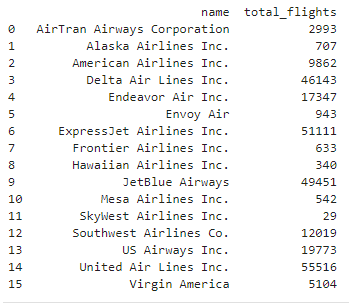 name total_flights
0 AirTran Airways Corporation 2993
1 Alaska Airlines Inc. 707
2 American Airlines Inc. 9862
3 Delta Air Lines Inc. 46143
4 Endeavor Air Inc. 17347
5 Envoy Air 943
6 ExpressJet Airlines Inc. 51111
7 Frontier Airlines Inc. 633
8 Hawaiian Airlines Inc. 340
9 JetBlue Airways 49451
10 Mesa Airlines Inc. 542
11 SkyWest Airlines Inc. 29
12 Southwest Airlines Co. 12019
13 US Airways Inc. 19773
14 United Air Lines Inc. 55516
15 Virgin America 5104